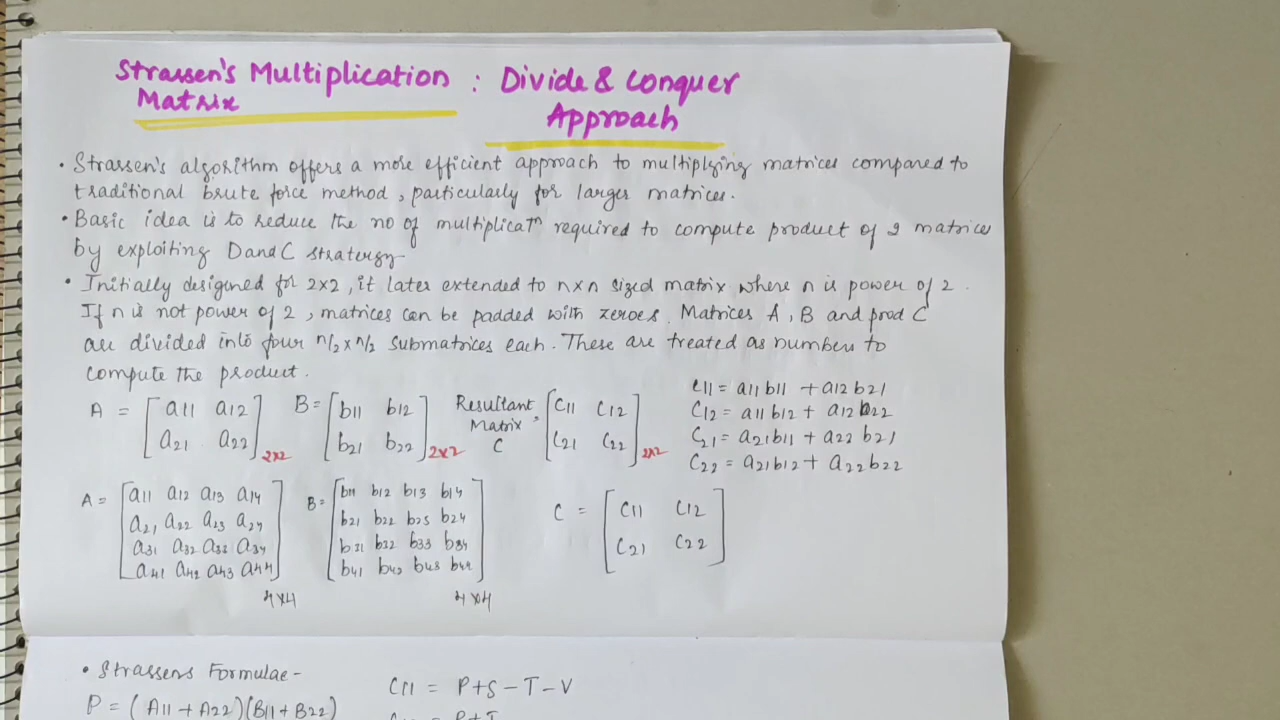 Strassen's Multiplication : Divide & Conquer
Matrix Approach
• Strassen's algorithm offers a more efficient approach to multiplying matrices compared to
traditional brute force method, particularly for larger matrices.
• Basic idea is to reduce the no of multiplicatn required to compute product of 2 matrices
by exploiting D and C stratergy
• Initially designed for 2x2, it later extended to nxn sized matrix where n is power of 2.
If n is not power of 2, matrices can be padded with zeroes. Matrices A, B and prod C
are divided into four n/2 x n/2 submatrices each. These are treated as numbers to
compute the product.
A = [a11 a12
a21 a22] 2x2
B = [b11 b12
b21 b22] 2x2
Resultant
Matrix =
C
[C11 C12
C21 C22] 2x2
C11 = a11 b11 + a12 b21
C12 = a11 b12 + a12 b22
C21 = a21 b11 + a22 b21
C22 = a21 b12 + a22 b22
A = [a11 a12 a13 a14
a21 a22 a23 a24
a31 a32 a33 a34
a41 a42 a43 a44]
4x4
B = [b11 b12 b13 b14
b21 b22 b23 b24
b31 b32 b33 b34
b41 b42 b43 b44]
4x4
C = [C11 C12
C21 C22]
• Strassens Formulae -
P = (A11 + A22)(B11 + B22)
C11 = P+S-T-V